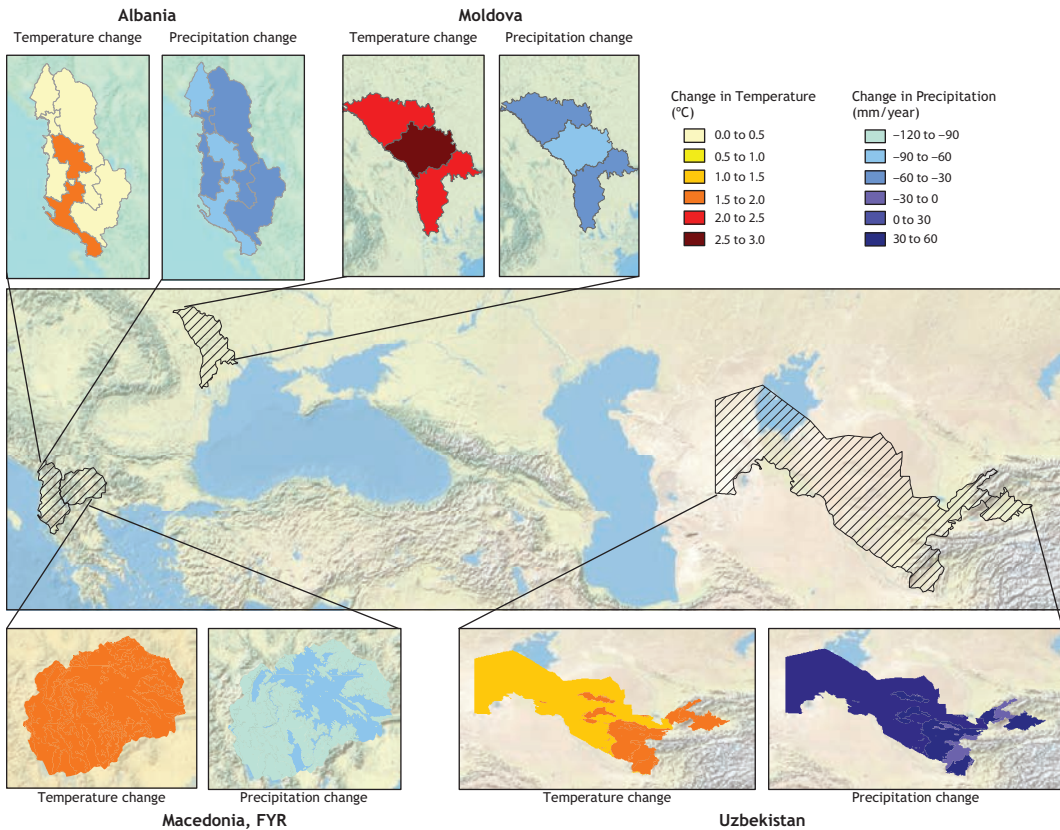 Albania
Moldova
Temperature change
Precipitation change
Temperature change
Precipitation change
Change in Temperature
(°C)
0.0 to 0.5
0.5 to 1.0
1.0 to 1.5
1.5 to 2.0
2.0 to 2.5
2.5 to 3.0
Change in Precipitation
(mm/year)
−120 to −90
−90 to −60
−60 to −30
−30 to 0
0 to 30
30 to 60
Temperature change
Precipitation change
Temperature change
Precipitation change
Macedonia, FYR
Uzbekistan